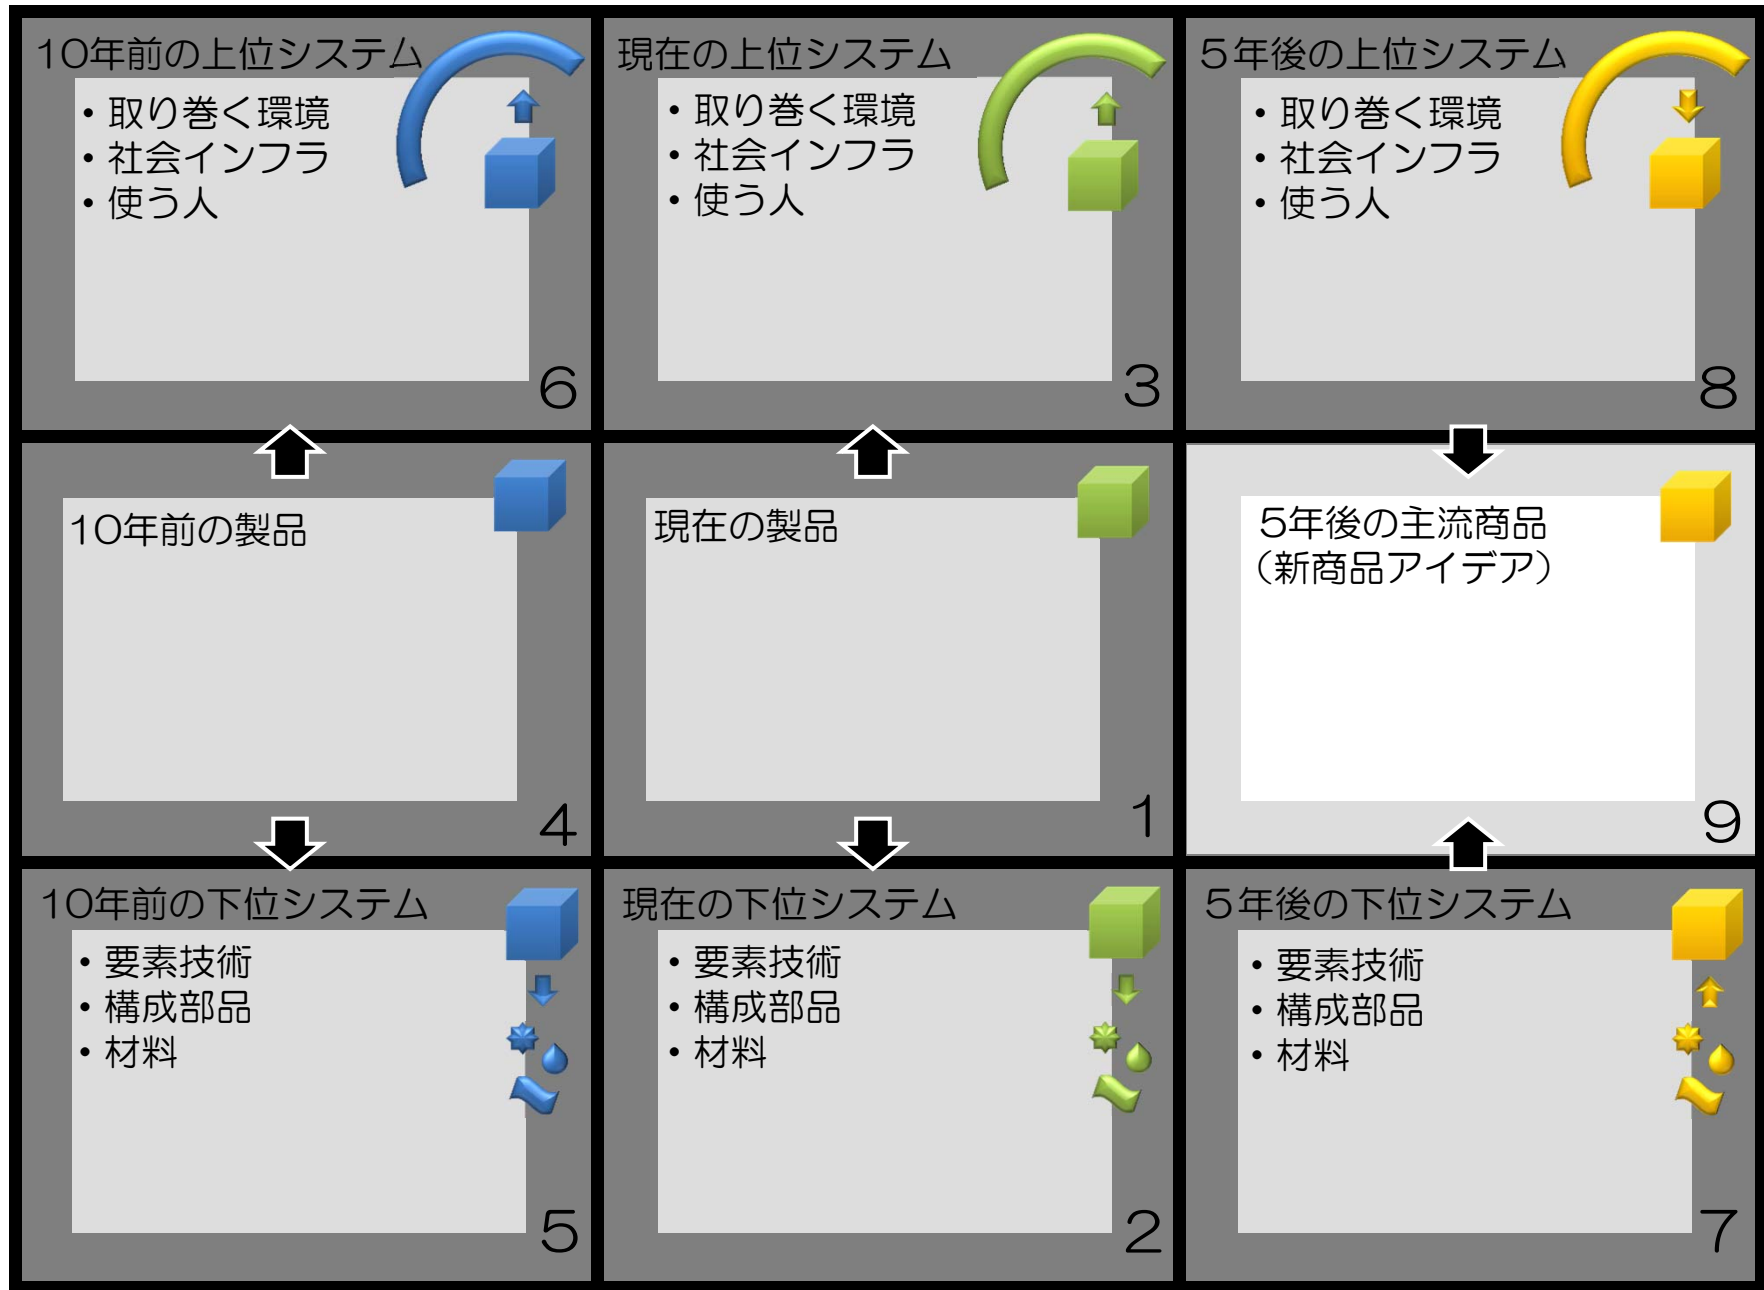 10年前の上位システム
・取り巻く環境
・社会インフラ
・使う人
6
現在の上位システム
・取り巻く環境
・社会インフラ
・使う人
3
5年後の上位システム
・取り巻く環境
・社会インフラ
・使う人
8
10年前の製品
4
現在の製品
1
5年後の主流商品
（新商品アイデア）
9
10年前の下位システム
・要素技術
・構成部品
・材料
5
現在の下位システム
・要素技術
・構成部品
・材料
2
5年後の下位システム
・要素技術
・構成部品
・材料
7